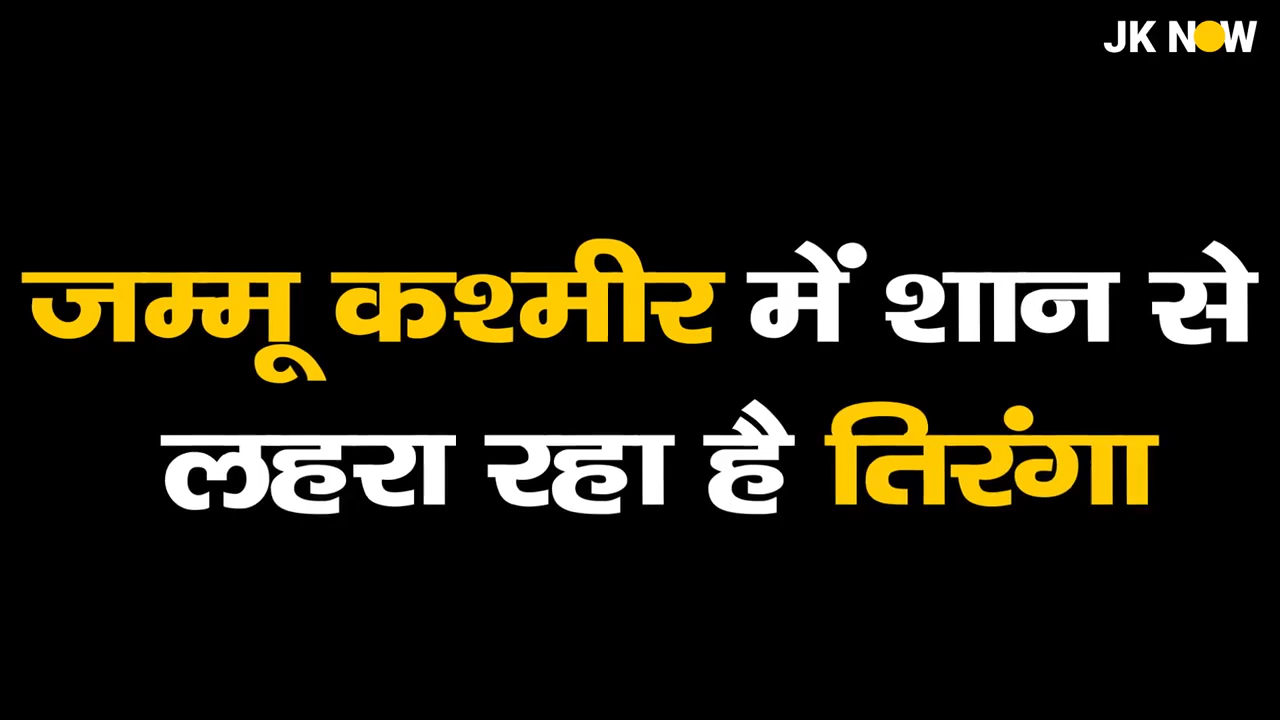 JK NOW
जम्मू कश्मीर में शान से
लहरा रहा है तिरंगा